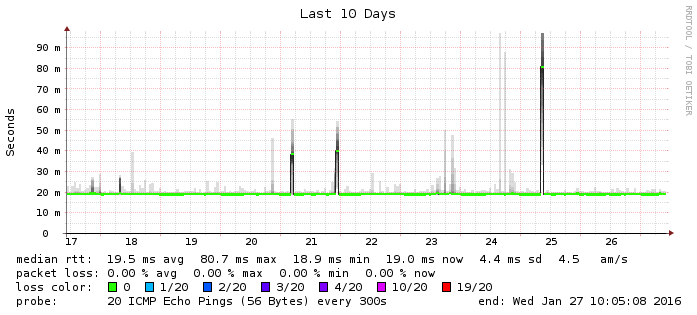 Last 10 Days
RRDTOOL / TOBI OETIKER
Seconds
90 m
80 m
70 m
60 m
50 m
40 m
30 m
20 m
10 m
0
17 18 19 20 21 22 23 24 25 26
median rtt: 19.5 ms avg 80.7 ms max 18.9 ms min 19.0 ms now 4.4 ms sd 4.5 am/s
packet loss: 0.00 % avg 0.00 % max 0.00 % min 0.00 % now
loss color: 0 1/20 2/20 3/20 4/20 10/20 19/20
probe: 20 ICMP Echo Pings (56 Bytes) every 300s end: Wed Jan 27 10:05:08 2016